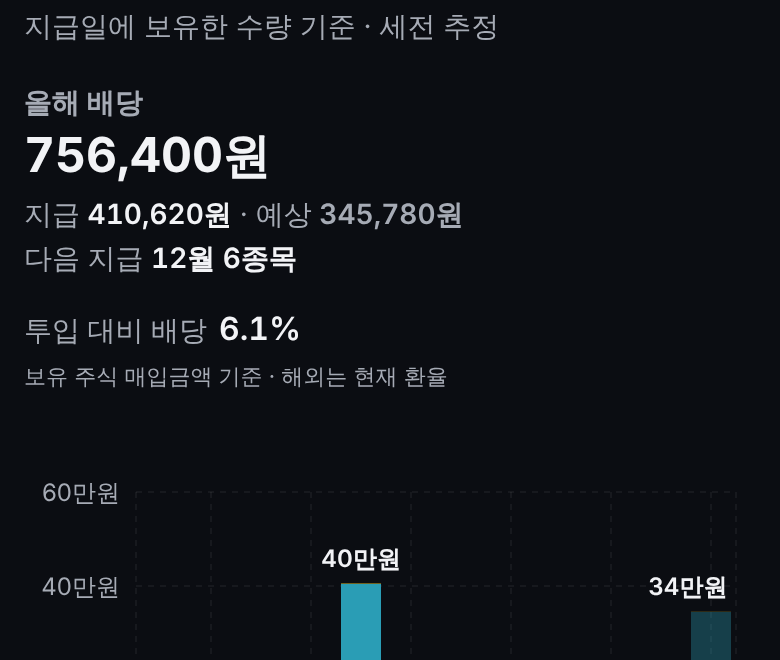 지급일에 보유한 수량 기준 · 세전 추정
올해 배당
756,400원
지급 410,620원 · 예상 345,780원
다음 지급 12월 6종목
투입 대비 배당 6.1%
보유 주식 매입금액 기준 · 해외는 현재 환율
60만원
40만원
40만원
34만원